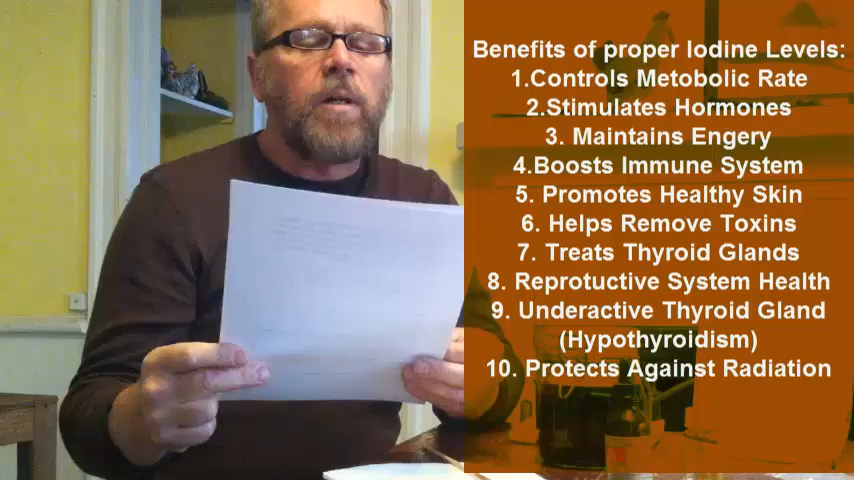 Benefits of proper Iodine Levels:
1.Controls Metobolic Rate
2.Stimulates Hormones
3. Maintains Engery
4.Boosts Immune System
5. Promotes Healthy Skin
6. Helps Remove Toxins
7. Treats Thyroid Glands
8. Reprotuctive System Health
9. Underactive Thyroid Gland
(Hypothyroidism)
10. Protects Against Radiation